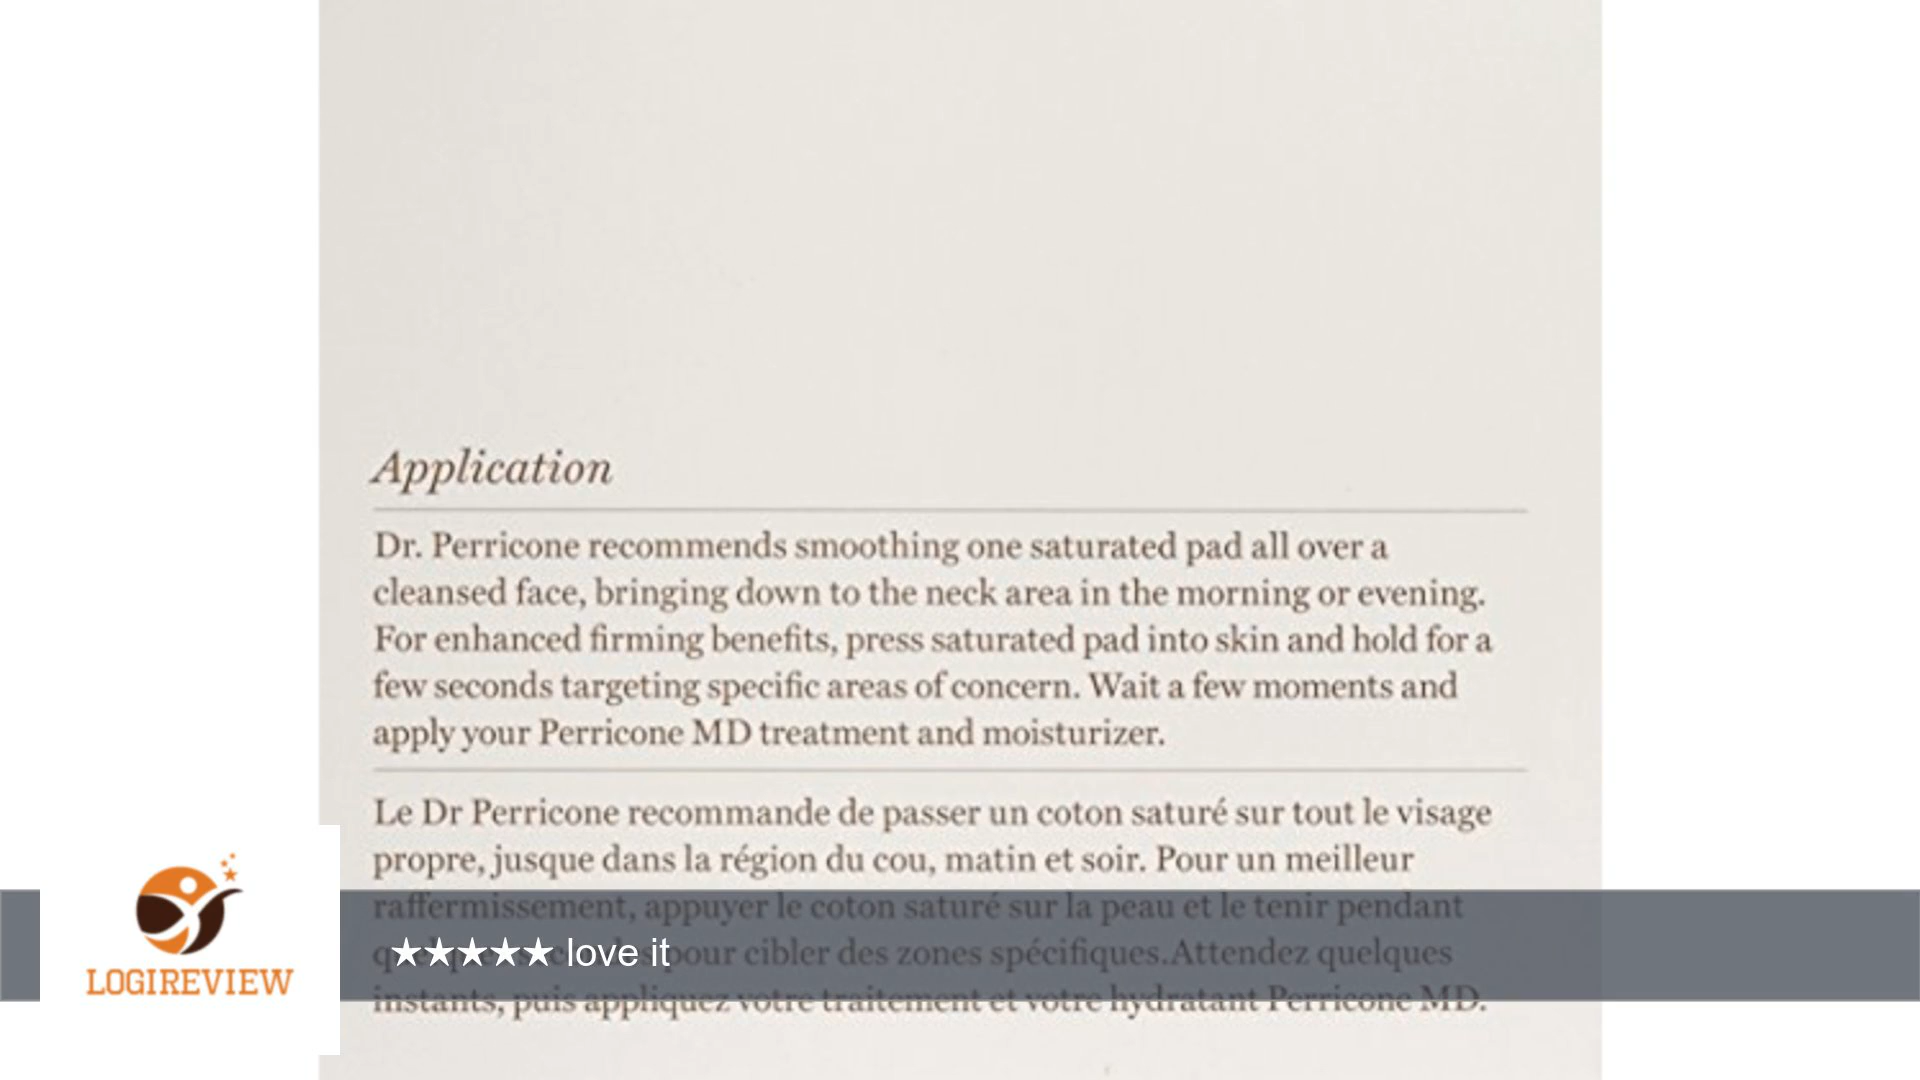 Application
Dr. Perricone recommends smoothing one saturated pad all over a
cleansed face, bringing down to the neck area in the morning or evening.
For enhanced firming benefits, press saturated pad into skin and hold for a
few seconds targeting specific areas of concern. Wait a few moments and
apply your Perricone MD treatment and moisturizer.
Le Dr Perricone recommande de passer un coton saturé sur tout le visage
propre, jusque dans la région du cou, matin et soir. Pour un meilleur
raffermissement, appuyer le coton saturé sur la peau et le tenir pendant
pour cibler des zones spécifiques.Attendez quelques
instants, puis appliquez votre traitement et votre hydratant Perricone MD.
LOGIREVIEW
★★★★★ love it